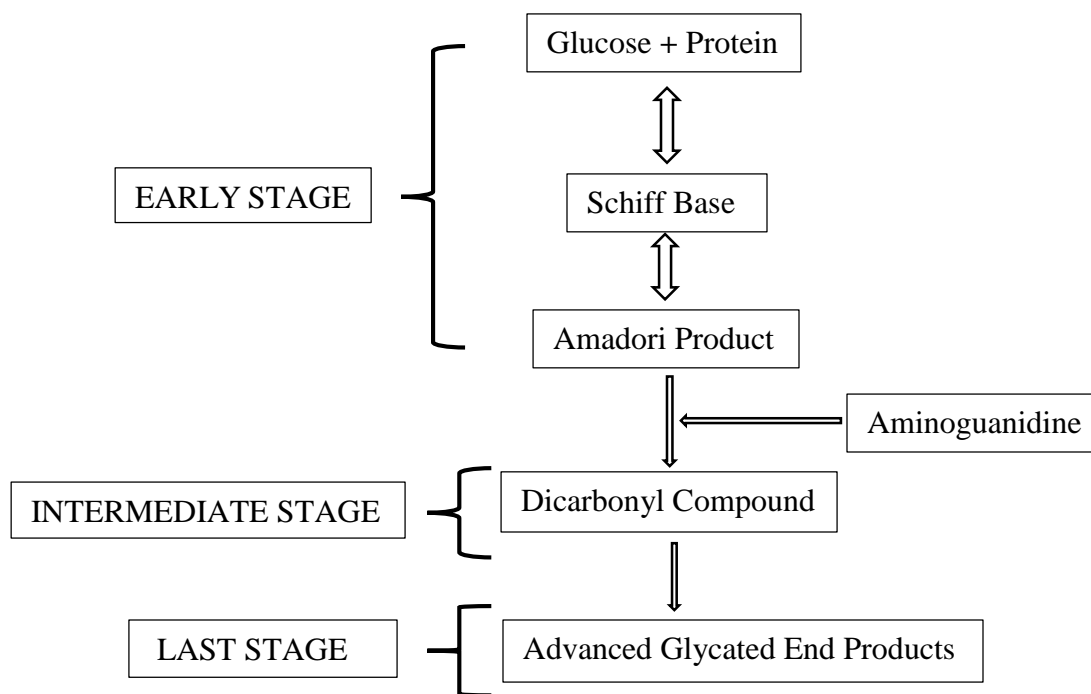 Glucose + Protein
EARLY STAGE
Schiff Base
Amadori Product
Aminoguanidine
INTERMEDIATE STAGE
Dicarbonyl Compound
LAST STAGE
Advanced Glycated End Products